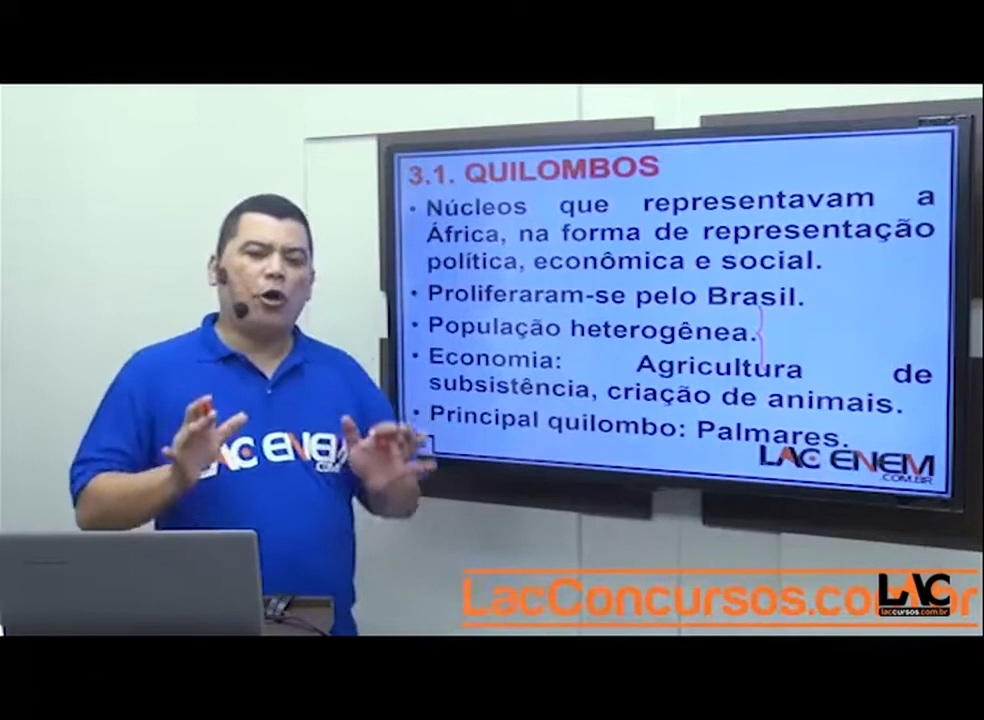 3.1. QUILOMBOS
• Núcleos que representavam a
África, na forma de representação
política, econômica e social.
• Proliferaram-se pelo Brasil.
• População heterogênea.
• Economia: Agricultura de
subsistência, criação de animais.
• Principal quilombo: Palmares.
LAC ENEM
.COM.BR
LAC ENEM
.COM
LacConcursos.co
r
LAC
laccursos.com.br